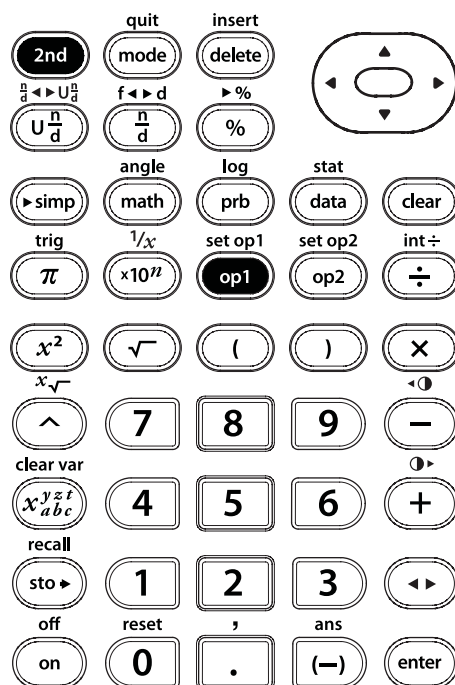 quit insert
2nd mode delete
n/d ◄► U n/d f◄►d
U n/d n/d %
►%
angle log stat
►simp math prb data clear
trig 1/x set op1 set op2 int÷
π ×10ⁿ op1 op2 ÷
x² √ ( ) ×
ˣ√ ◄◑
^ 7 8 9 −
clear var ◑►
x y z t a b c 4 5 6 +
recall
sto► 1 2 3 ◄►
off reset , ans
on 0 . (−) enter